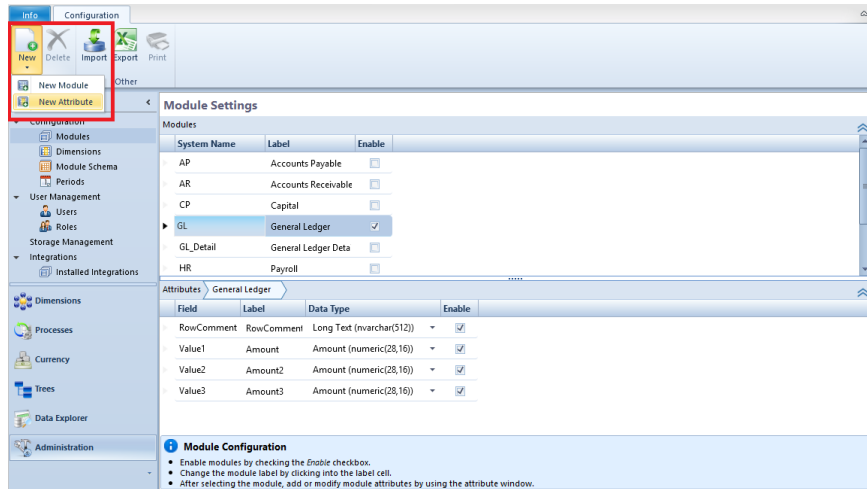 Info Configuration
New Delete Import Export Print
Other
New Module
New Attribute
Configuration
Modules
Dimensions
Module Schema
Periods
User Management
Users
Roles
Storage Management
Integrations
Installed Integrations
Dimensions
Processes
Currency
Trees
Data Explorer
Administration
Module Settings
Modules
System Name Label Enable
AP Accounts Payable
AR Accounts Receivable
CP Capital
GL General Ledger
GL_Detail General Ledger Deta
HR Payroll
Attributes General Ledger
Field Label Data Type Enable
RowComment RowComment Long Text (nvarchar(512))
Value1 Amount Amount (numeric(28,16))
Value2 Amount2 Amount (numeric(28,16))
Value3 Amount3 Amount (numeric(28,16))
Module Configuration
• Enable modules by checking the Enable checkbox.
• Change the module label by clicking into the label cell.
• After selecting the module, add or modify module attributes by using the attribute window.